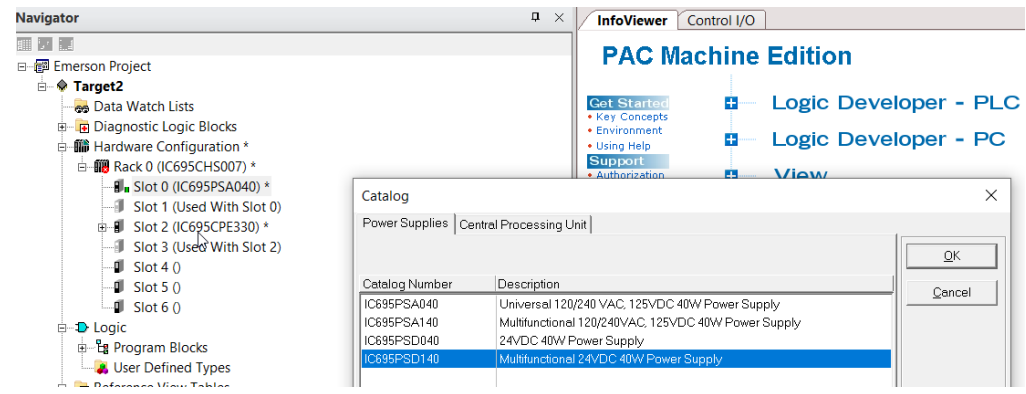 Navigator
Emerson Project
Target2
Data Watch Lists
Diagnostic Logic Blocks
Hardware Configuration *
Rack 0 (IC695CHS007) *
Slot 0 (IC695PSA040) *
Slot 1 (Used With Slot 0)
Slot 2 (IC695CPE330) *
Slot 3 (Used With Slot 2)
Slot 4 ()
Slot 5 ()
Slot 6 ()
Logic
Program Blocks
User Defined Types
Reference View Tables
InfoViewer
Control I/O
PAC Machine Edition
Get Started
Key Concepts
Environment
Using Help
Support
Authorization
Logic Developer - PLC
Logic Developer - PC
View
Catalog
Power Supplies
Central Processing Unit
OK
Cancel
Catalog Number Description
IC695PSA040 Universal 120/240 VAC, 125VDC 40W Power Supply
IC695PSA140 Multifunctional 120/240VAC, 125VDC 40W Power Supply
IC695PSD040 24VDC 40W Power Supply
IC695PSD140 Multifunctional 24VDC 40W Power Supply